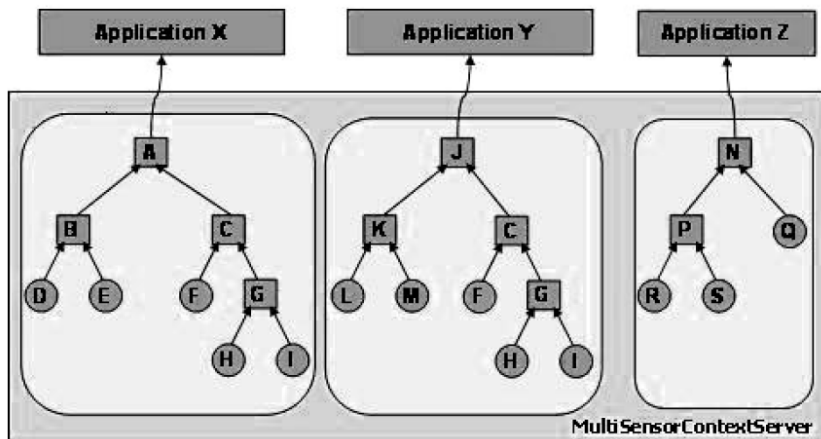 Application X
Application Y
Application Z
A
J
N
B
C
K
C
P
Q
D
E
F
G
L
M
F
G
R
S
H
I
H
I
MultiSensorContextServer